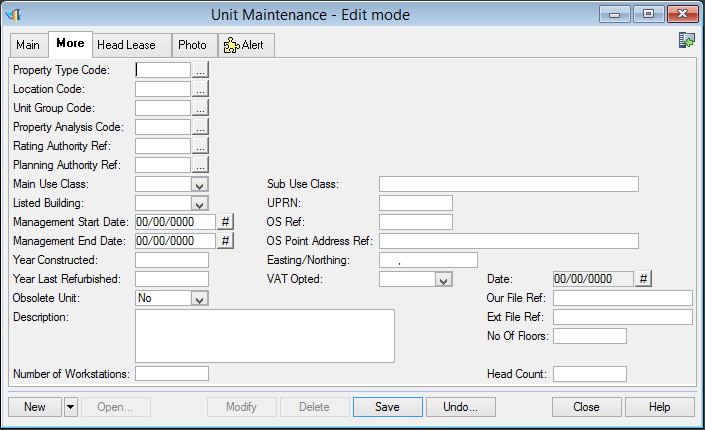 Unit Maintenance - Edit mode
Main More Head Lease Photo Alert
Property Type Code: ...
Location Code: ...
Unit Group Code: ...
Property Analysis Code: ...
Rating Authority Ref: ...
Planning Authority Ref: ...
Main Use Class: Sub Use Class:
Listed Building: UPRN:
Management Start Date: 00/00/0000 # OS Ref:
Management End Date: 00/00/0000 # OS Point Address Ref:
Year Constructed: Easting/Northing: ,
Year Last Refurbished: VAT Opted: Date: 00/00/0000 #
Obsolete Unit: No Our File Ref:
Description: Ext File Ref:
No Of Floors:
Number of Workstations: Head Count:
New Open... Modify Delete Save Undo... Close Help